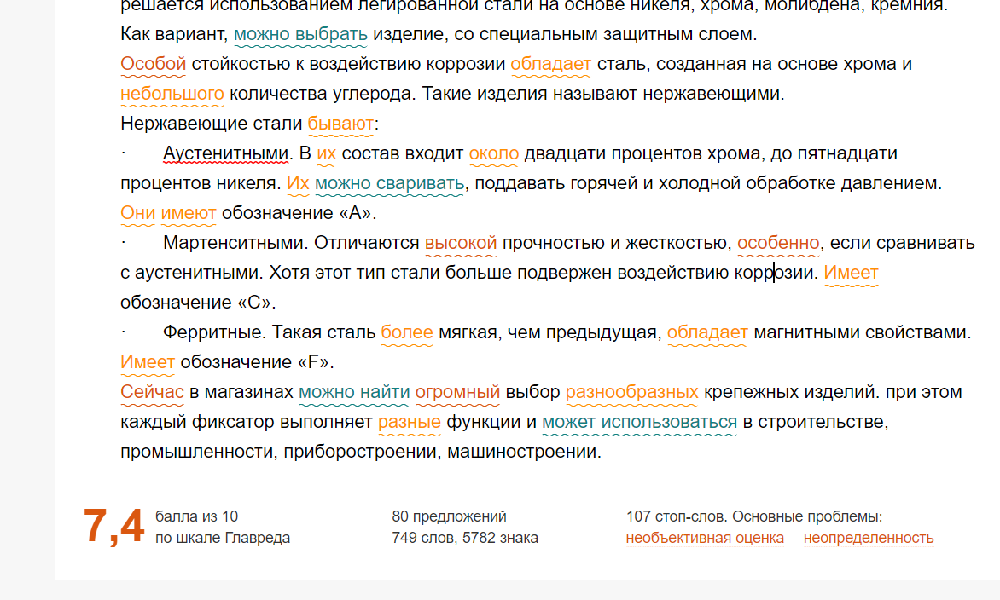 решается использованием легированной стали на основе никеля, хрома, молибдена, кремния.
Как вариант, можно выбрать изделие, со специальным защитным слоем.
Особой стойкостью к воздействию коррозии обладает сталь, созданная на основе хрома и
небольшого количества углерода. Такие изделия называют нержавеющими.
Нержавеющие стали бывают:
· Аустенитными. В их состав входит около двадцати процентов хрома, до пятнадцати
процентов никеля. Их можно сваривать, поддавать горячей и холодной обработке давлением.
Они имеют обозначение «А».
· Мартенситными. Отличаются высокой прочностью и жесткостью, особенно, если сравнивать
с аустенитными. Хотя этот тип стали больше подвержен воздействию коррозии. Имеет
обозначение «С».
· Ферритные. Такая сталь более мягкая, чем предыдущая, обладает магнитными свойствами.
Имеет обозначение «F».
Сейчас в магазинах можно найти огромный выбор разнообразных крепежных изделий. при этом
каждый фиксатор выполняет разные функции и может использоваться в строительстве,
промышленности, приборостроении, машиностроении.
7,4 балла из 10 80 предложений 107 стоп-слов. Основные проблемы:
по шкале Главреда 749 слов, 5782 знака необъективная оценка неопределенность